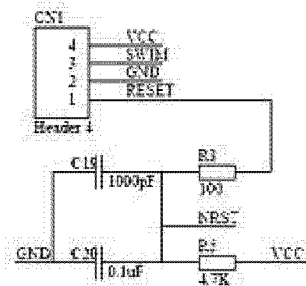 CN1
4 VCC
3 SWIM
2 GND
1 RESET
Header 4
C19
1000pF
R3
100
NRST
GND
C20
0.1uF
R5
4.7K
VCC